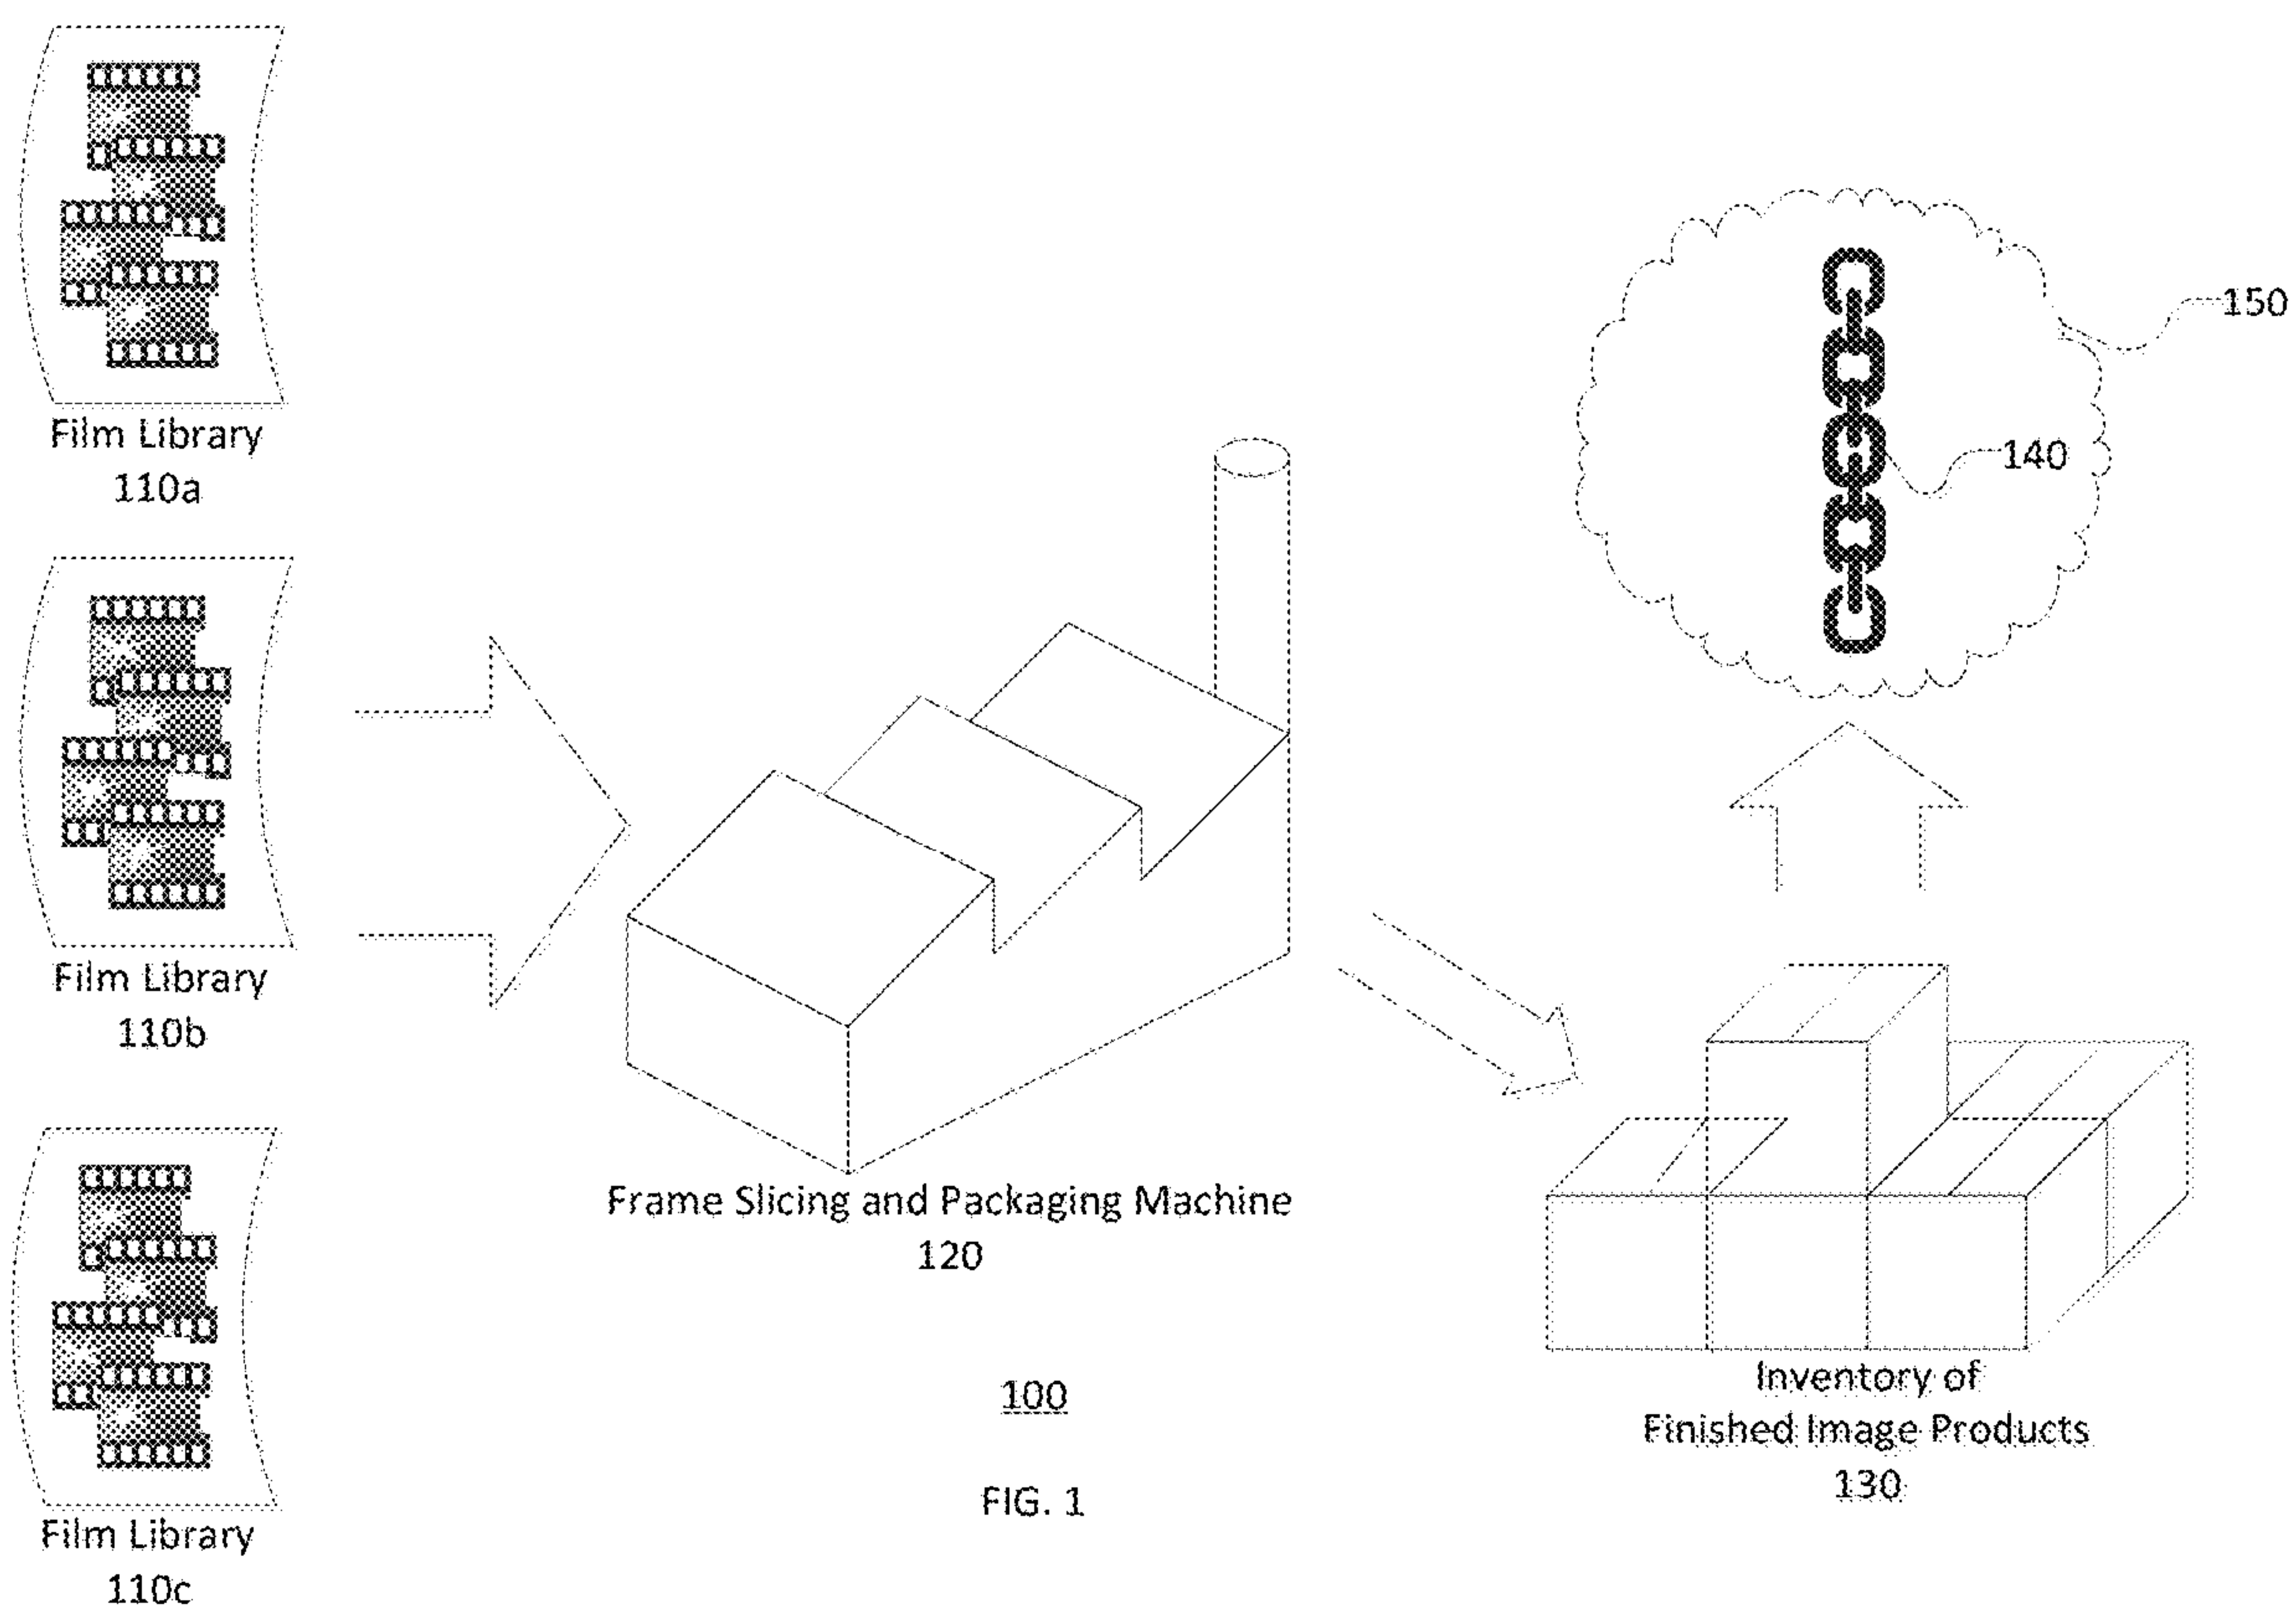 Film Library
110a
Film Library
110b
Film Library
110c
Frame Slicing and Packaging Machine
120
100
FIG. 1
150
140
Inventory of
Finished Image Products
130